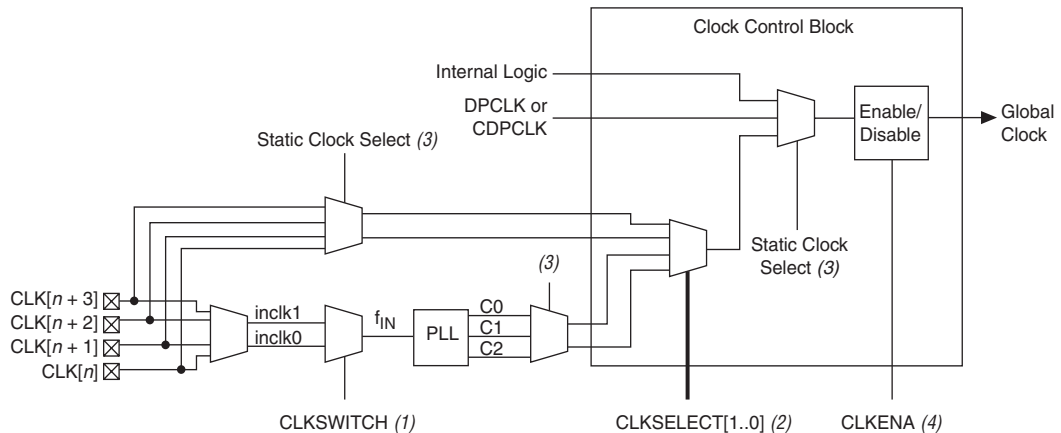 Clock Control Block
Internal Logic
DPCLK or
CDPCLK
Enable/
Disable
Global
Clock
Static Clock Select (3)
Static Clock
Select (3)
(3)
CLK[n + 3]
CLK[n + 2]
CLK[n + 1]
CLK[n]
inclk1
inclk0
fIN
PLL
C0
C1
C2
CLKSWITCH (1)
CLKSELECT[1..0] (2)
CLKENA (4)